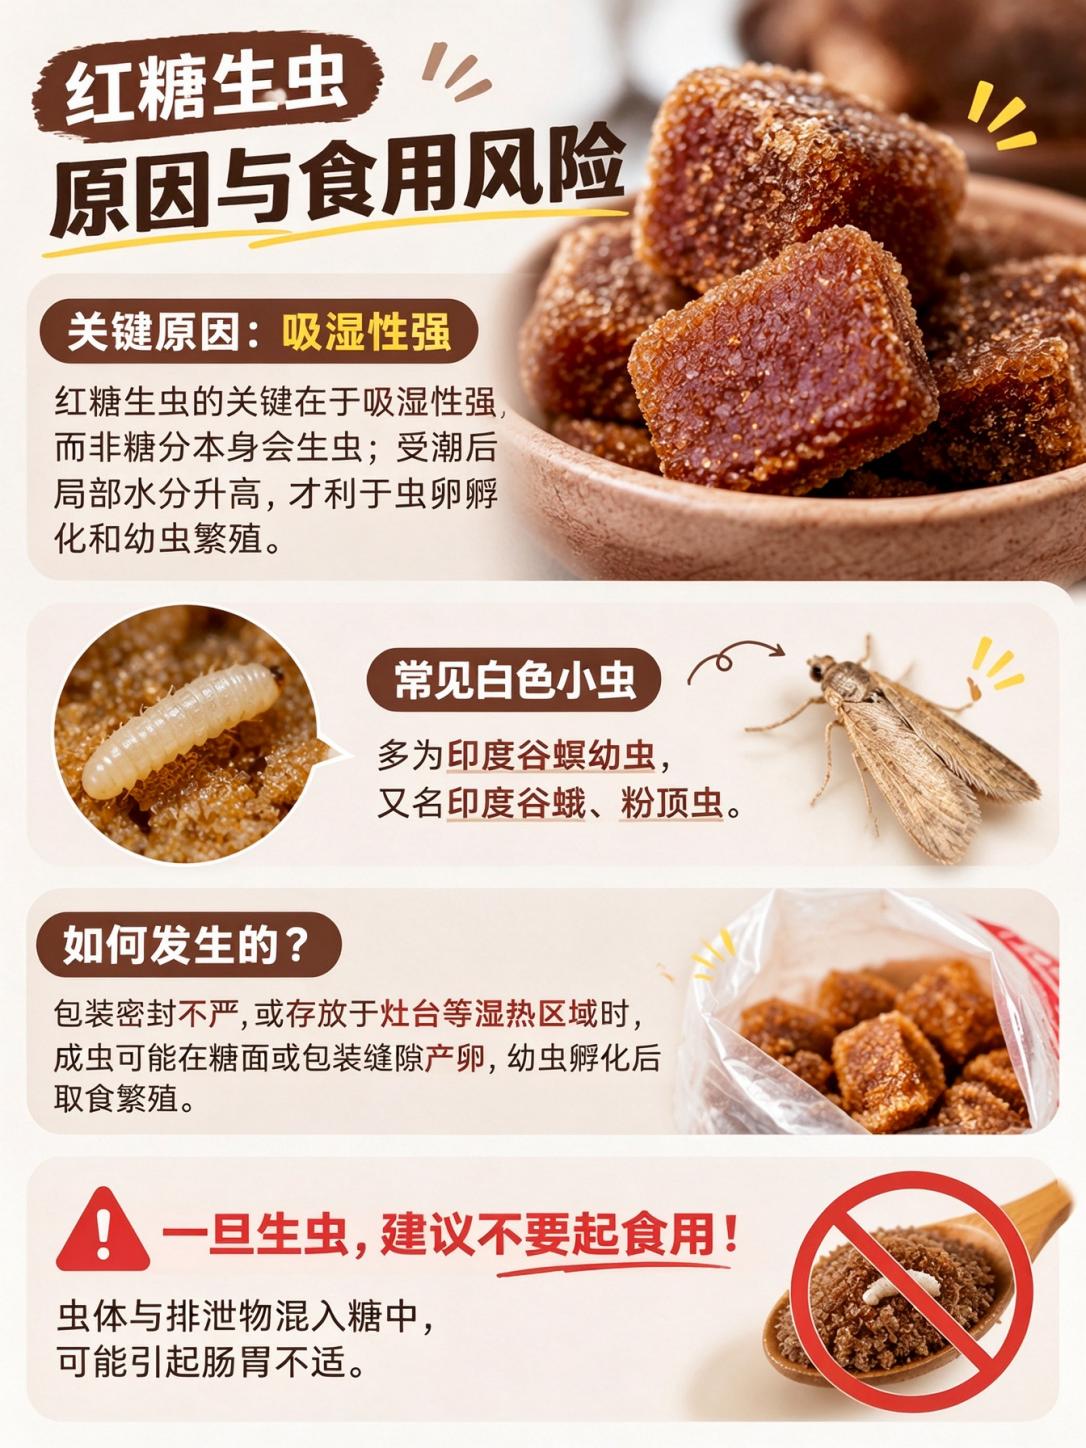 红糖生虫
原因与食用风险
关键原因：吸湿性强
红糖生虫的关键在于吸湿性强，
而非糖分本身会生虫；受潮后
局部水分升高，才利于虫卵孵
化和幼虫繁殖。
常见白色小虫
多为印度谷螟幼虫，
又名印度谷蛾、粉顶虫。
如何发生的？
包装密封不严，或存放于灶台等湿热区域时，
成虫可能在糖面或包装缝隙产卵，幼虫孵化后
取食繁殖。
一旦生虫，建议不要起食用！
虫体与排泄物混入糖中，
可能引起肠胃不适。